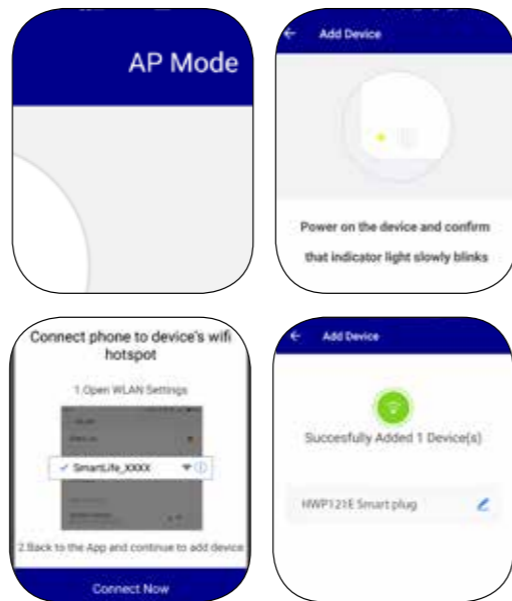 AP Mode
Add Device
Power on the device and confirm
that indicator light slowly blinks
Connect phone to device's wifi
hotspot
1.Open WLAN Settings
SmartLife_XXXX
2.Back to the App and continue to add device
Connect Now
Add Device
Succesfully Added 1 Device(s)
HWP121E Smart plug